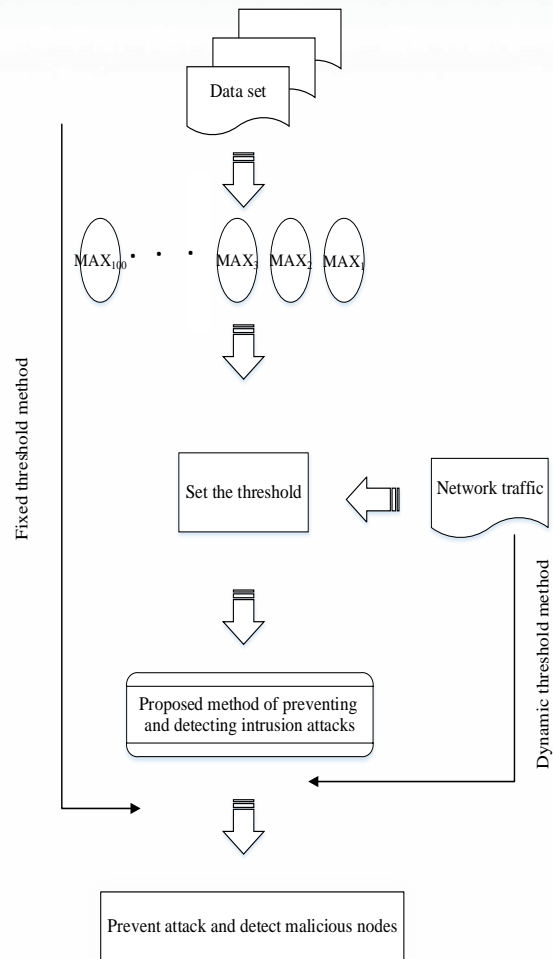 Data set
MAX₁₀₀ . . . MAX₃ MAX₂ MAX₁
Fixed threshold method
Set the threshold
Network traffic
Dynamic threshold method
Proposed method of preventing
and detecting intrusion attacks
Prevent attack and detect malicious nodes